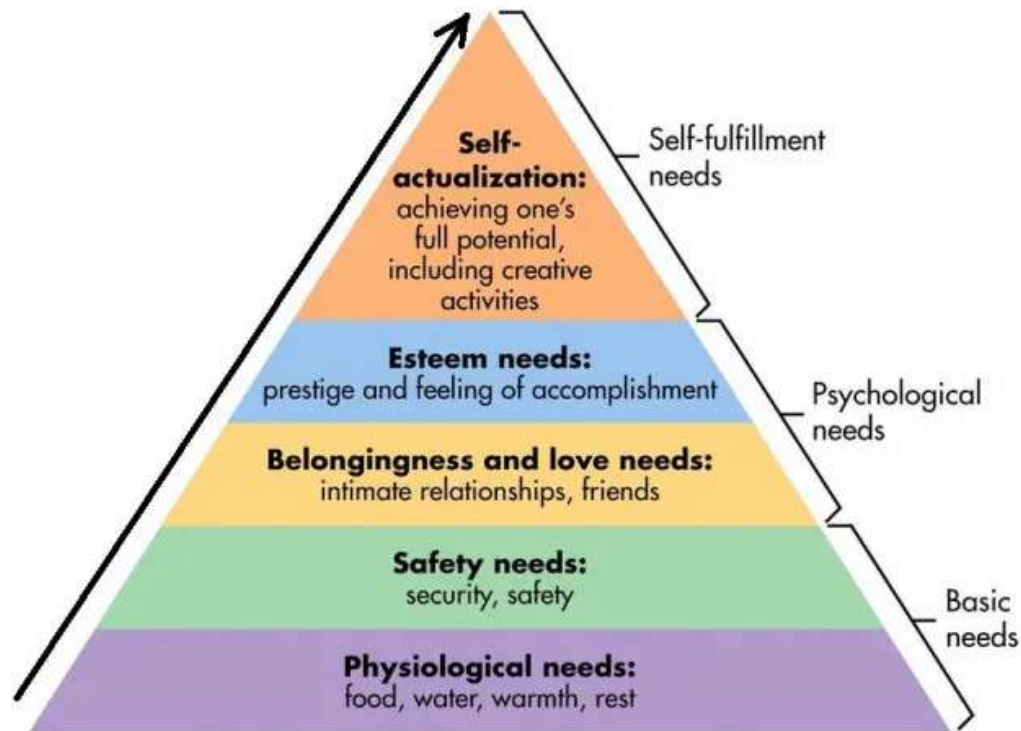 Self-
actualization:
achieving one's
full potential,
including creative
activities
Esteem needs:
prestige and feeling of accomplishment
Belongingness and love needs:
intimate relationships, friends
Safety needs:
security, safety
Physiological needs:
food, water, warmth, rest
Self-fulfillment
needs
Psychological
needs
Basic
needs